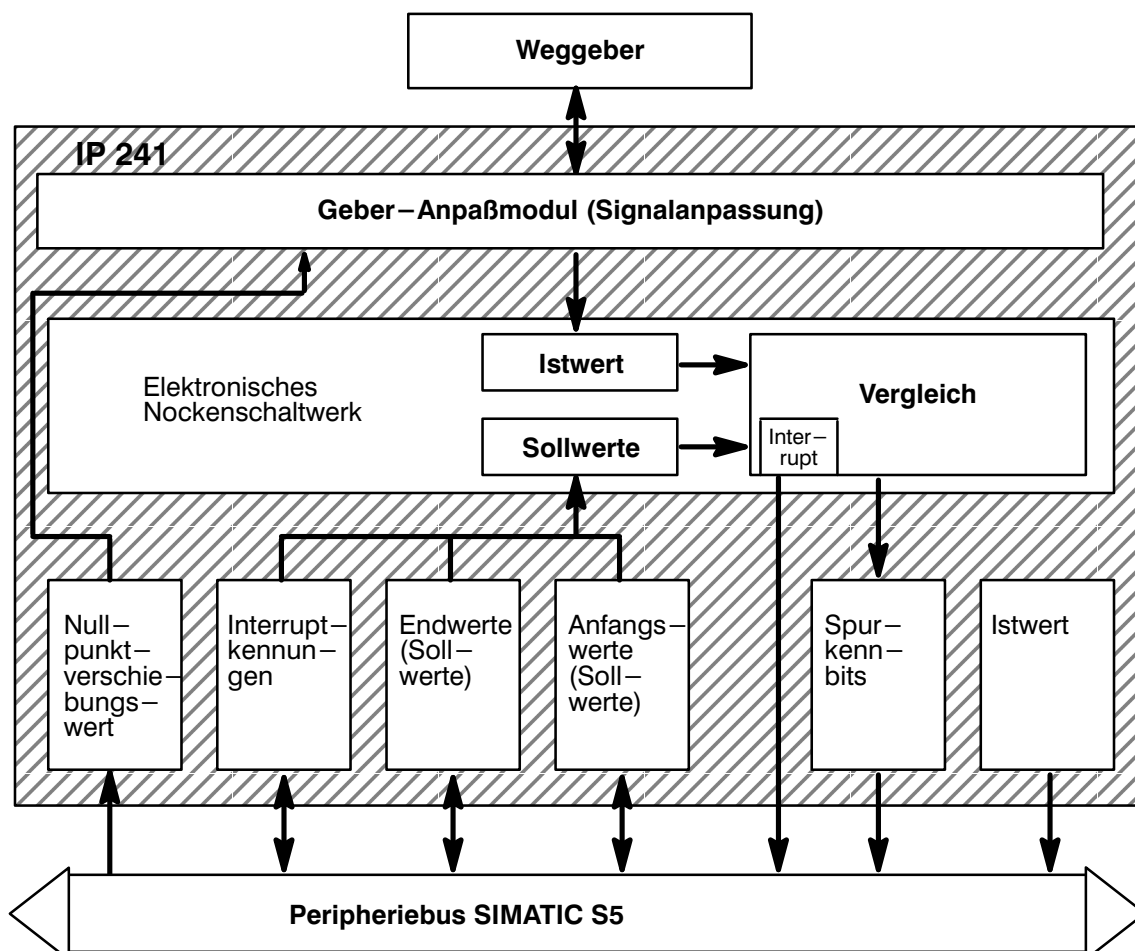 Weggeber
IP 241
Geber–Anpaßmodul (Signalanpassung)
Elektronisches
Nockenschaltwerk
Istwert
Sollwerte
Vergleich
Inter–
rupt
Null–
punkt–
verschie–
bungs–
wert
Interrupt–
kennun–
gen
Endwerte
(Soll–
werte)
Anfangs–
werte
(Soll–
werte)
Spur–
kenn–
bits
Istwert
Peripheriebus SIMATIC S5